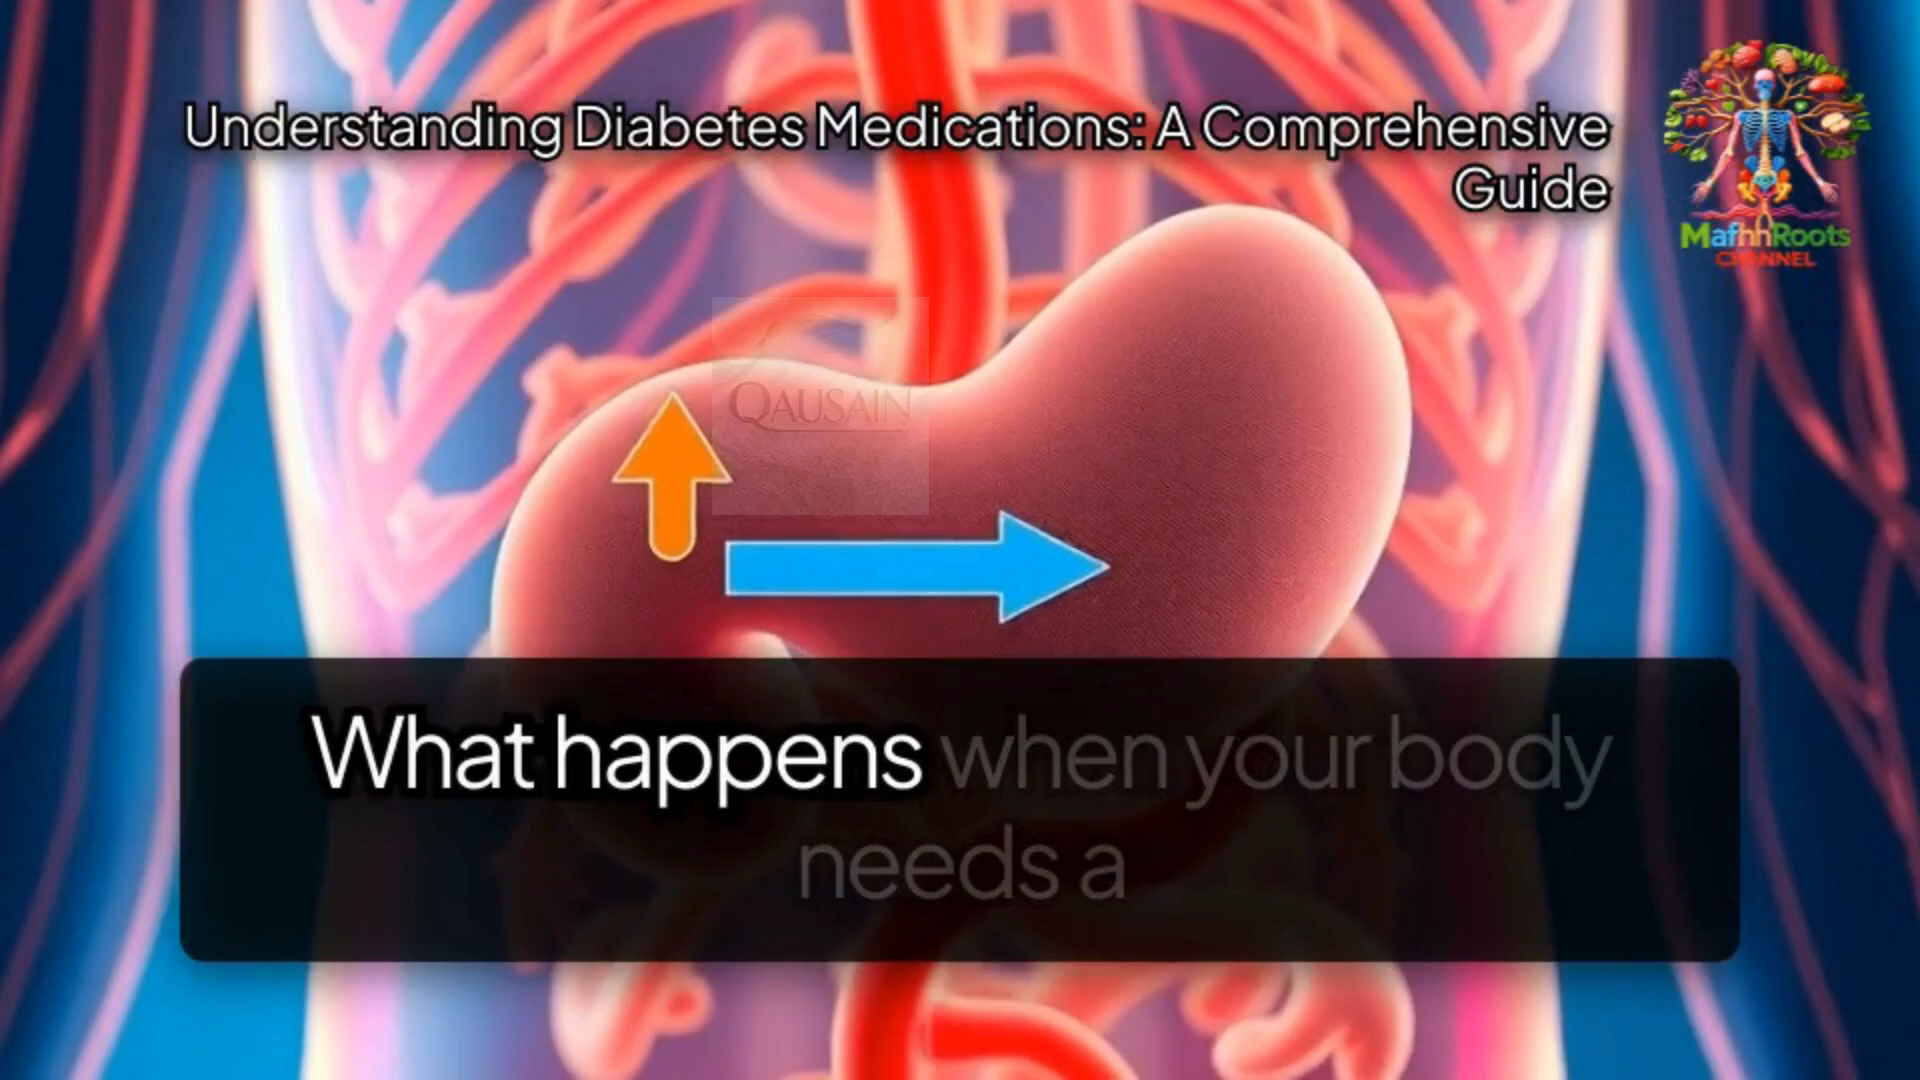 Understanding Diabetes Medications: A Comprehensive
Guide
MafhhRoots
CHANNEL
QAUSAIN
What happens when your body
needs a